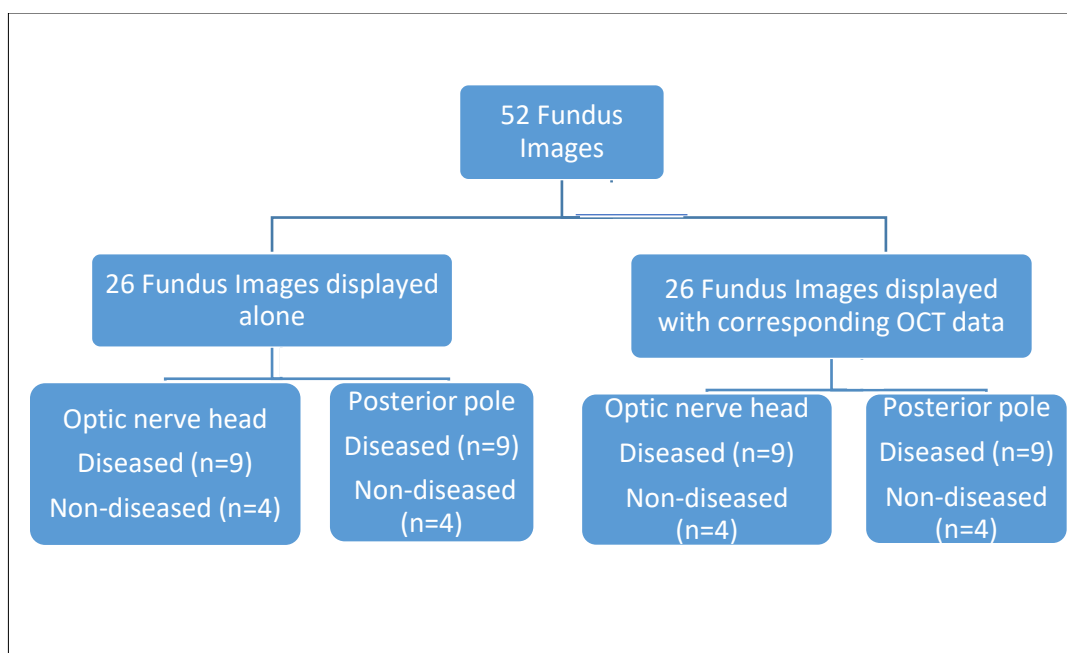 52 Fundus
Images
26 Fundus Images displayed
alone
26 Fundus Images displayed
with corresponding OCT data
Optic nerve head
Diseased (n=9)
Non-diseased (n=4)
Posterior pole
Diseased (n=9)
Non-diseased
(n=4)
Optic nerve head
Diseased (n=9)
Non-diseased
(n=4)
Posterior pole
Diseased (n=9)
Non-diseased
(n=4)